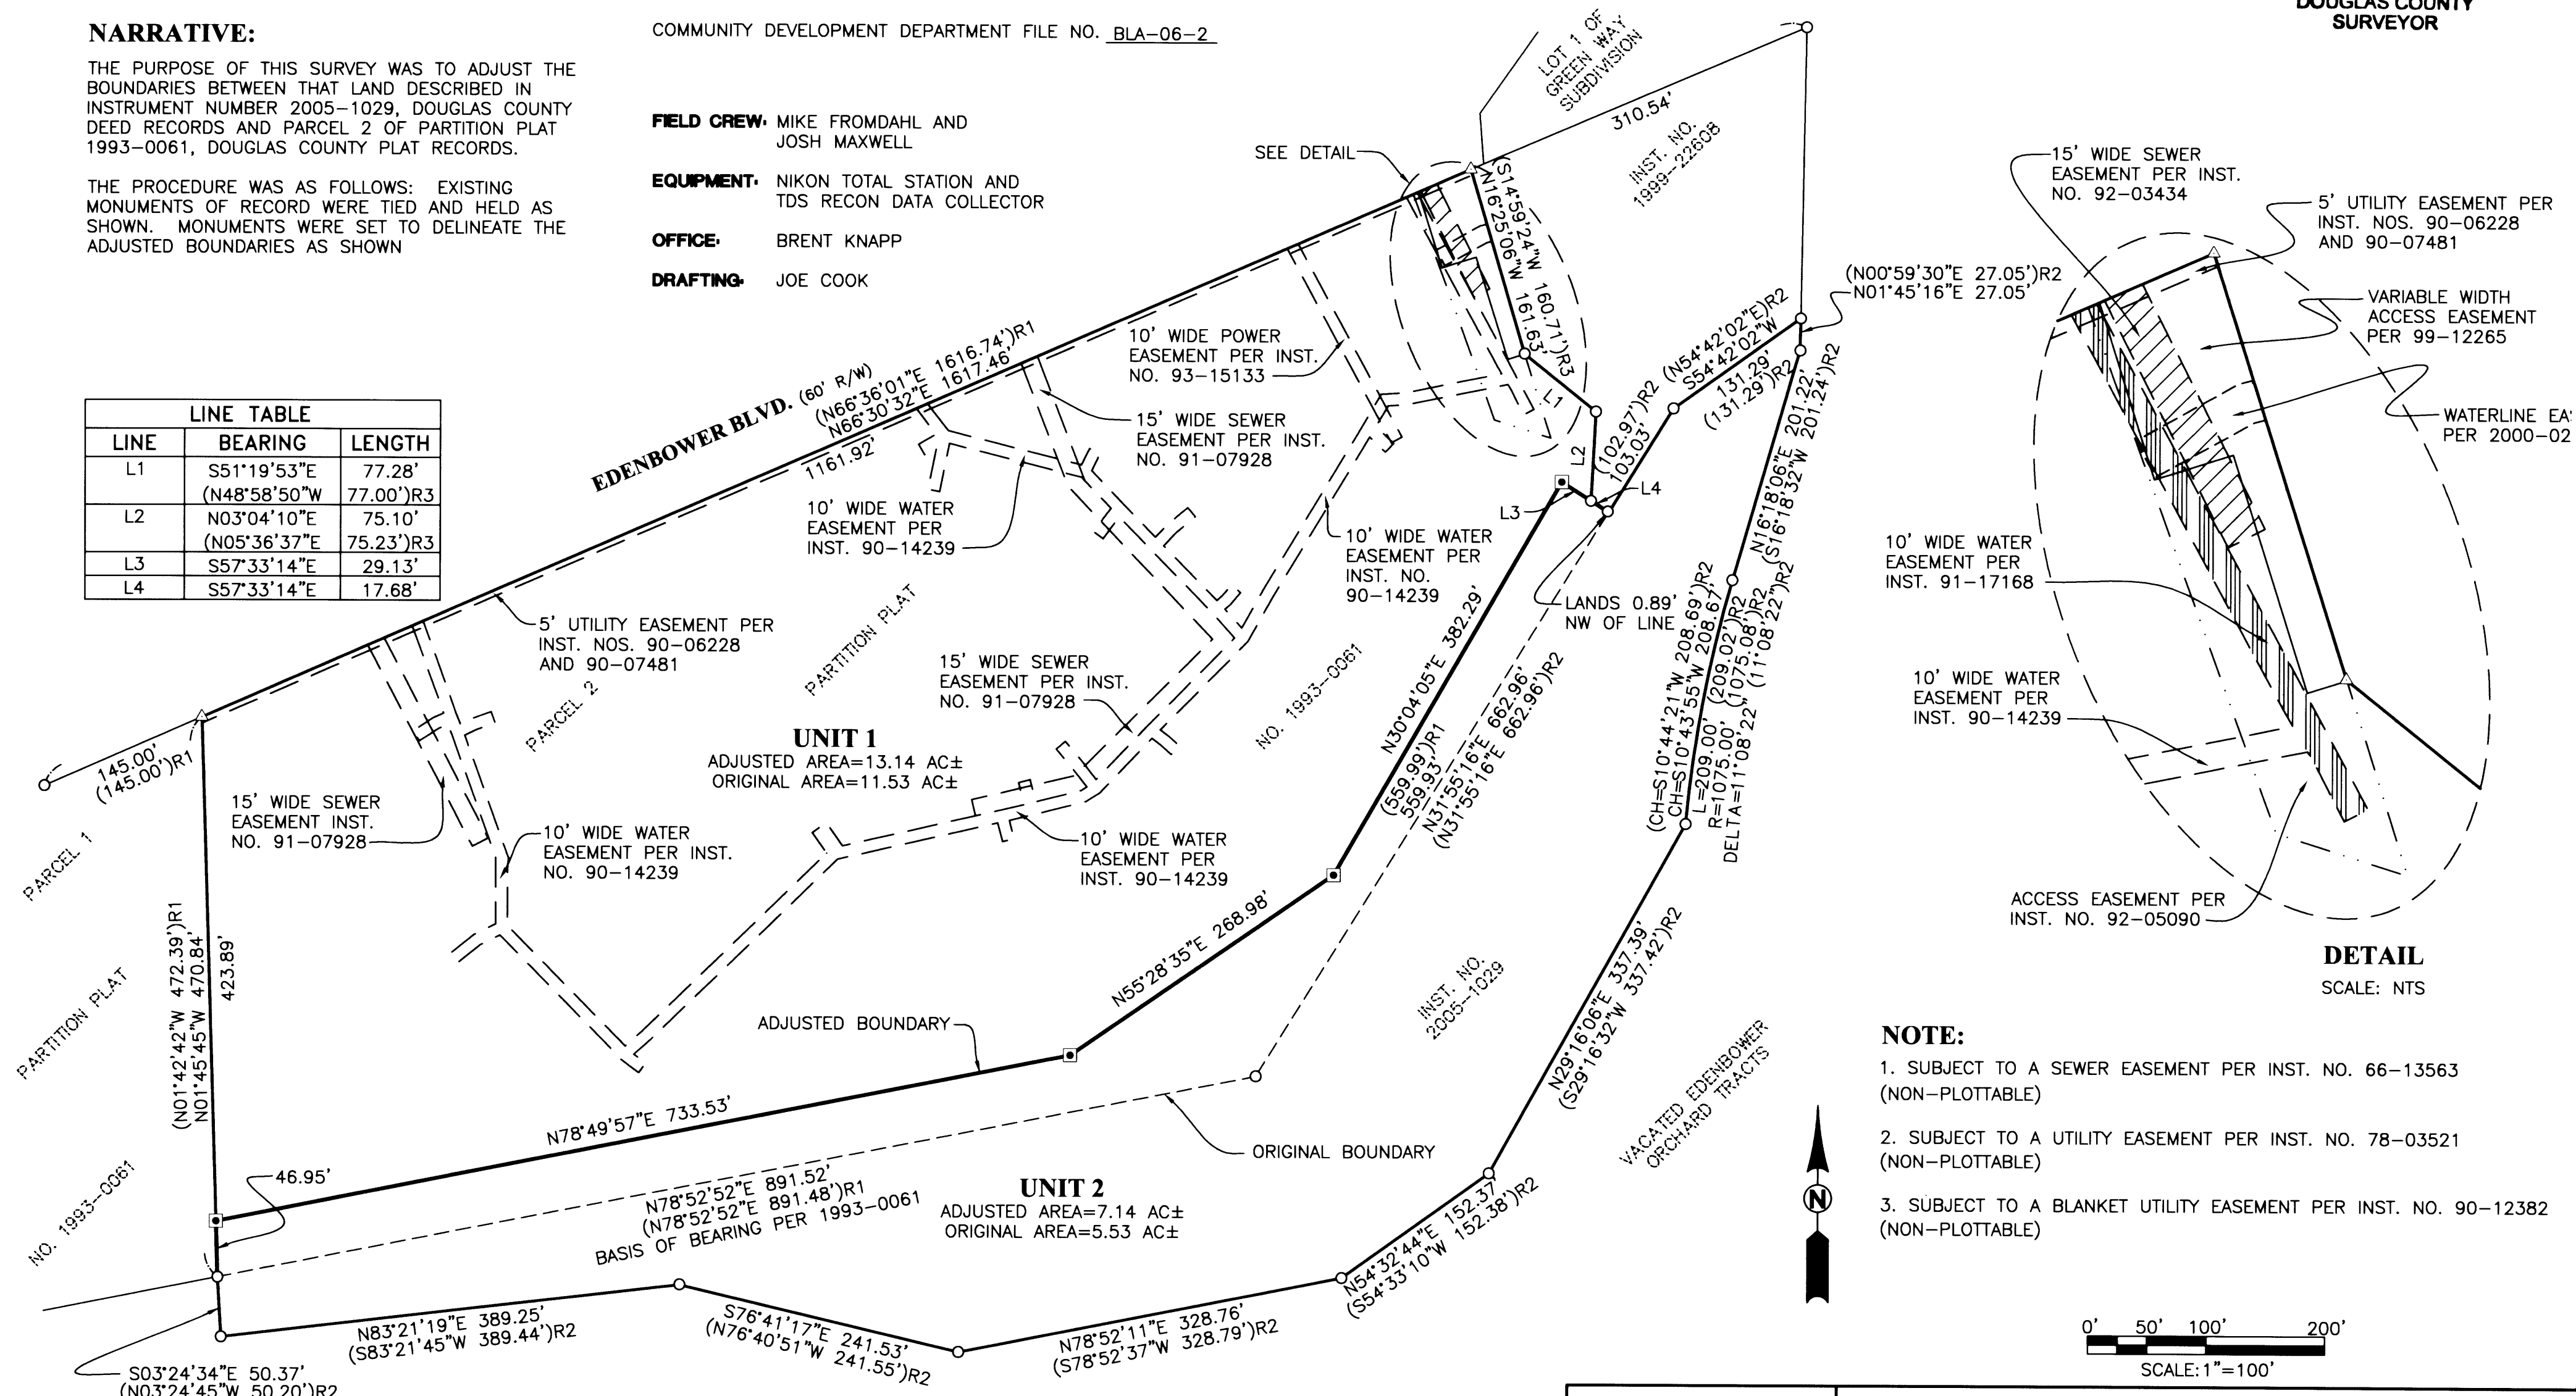 NARRATIVE:
THE PURPOSE OF THIS SURVEY WAS TO ADJUST THE
BOUNDARIES BETWEEN THAT LAND DESCRIBED IN
INSTRUMENT NUMBER 2005-1029, DOUGLAS COUNTY
DEED RECORDS AND PARCEL 2 OF PARTITION PLAT
1993-0061, DOUGLAS COUNTY PLAT RECORDS.
THE PROCEDURE WAS AS FOLLOWS: EXISTING
MONUMENTS OF RECORD WERE TIED AND HELD AS
SHOWN. MONUMENTS WERE SET TO DELINEATE THE
ADJUSTED BOUNDARIES AS SHOWN
COMMUNITY DEVELOPMENT DEPARTMENT FILE NO. BLA-06-2
FIELD CREW: MIKE FROMDAHL AND
JOSH MAXWELL
EQUIPMENT: NIKON TOTAL STATION AND
TDS RECON DATA COLLECTOR
OFFICE: BRENT KNAPP
DRAFTING: JOE COOK
DOUGLAS COUNTY
SURVEYOR
LINE TABLE
LINE BEARING LENGTH
L1 S51°19'53"E 77.28'
(N48°58'50"W 77.00')R3
L2 N03°04'10"E 75.10'
(N05°36'37"E 75.23')R3
L3 S57°33'14"E 29.13'
L4 S57°33'14"E 17.68'
LOT 1 OF
GREEN WAY
SUBDIVISION
310.54'
INST. NO.
1999-22608
SEE DETAIL
(S14°59'24"W 160.71')R3
N16°25'06"W 161.63'
(N00°59'30"E 27.05')R2
N01°45'16"E 27.05'
EDENBOWER BLVD. (60' R/W)
(N66°36'01"E 1616.74')R1
N66°30'32"E 1617.46'
1161.92'
10' WIDE POWER
EASEMENT PER INST.
NO. 93-15133
15' WIDE SEWER
EASEMENT PER INST.
NO. 91-07928
10' WIDE WATER
EASEMENT PER
INST. 90-14239
10' WIDE WATER
EASEMENT PER
INST. NO.
90-14239
L1
L2
L3
L4
(102.97')R2
103.03'
(N54°42'02"E)R2
S54°42'02"W
131.29'
(131.29')R2
N16°18'06"E 201.22'
(S16°18'32"W 201.24')R2
LANDS 0.89'
NW OF LINE
(CH=S10°44'21"W 208.69')R2
CH=S10°43'55"W 208.67'
L=209.00' (209.02')R2
R=1075.00' (1075.08')R2
DELTA=11°08'22" (11°08'22")R2
5' UTILITY EASEMENT PER
INST. NOS. 90-06228
AND 90-07481
PARCEL 2
PARTITION PLAT
NO. 1993-0061
15' WIDE SEWER
EASEMENT PER INST.
NO. 91-07928
UNIT 1
ADJUSTED AREA=13.14 AC±
ORIGINAL AREA=11.53 AC±
145.00'
(145.00')R1
15' WIDE SEWER
EASEMENT INST.
NO. 91-07928
10' WIDE WATER
EASEMENT PER INST.
NO. 90-14239
10' WIDE WATER
EASEMENT PER
INST. 90-14239
N30°04'05"E 382.29'
(559.99')R1
559.93'
N31°55'16"E 662.96'
(N31°55'16"E 662.96')R2
PARCEL 1
PARTITION PLAT
NO. 1993-0061
(N01°42'42"W 472.39')R1
N01°45'45"W 470.84'
423.89'
N55°28'35"E 268.98'
ADJUSTED BOUNDARY
N78°49'57"E 733.53'
46.95'
N78°52'52"E 891.52'
(N78°52'52"E 891.48')R1
BASIS OF BEARING PER 1993-0061
UNIT 2
ADJUSTED AREA=7.14 AC±
ORIGINAL AREA=5.53 AC±
ORIGINAL BOUNDARY
INST. NO.
2005-1029
VACATED EDENBOWER
ORCHARD TRACTS
N29°16'06"E 337.39'
(S29°16'32"W 337.42')R2
N54°32'44"E 152.37'
(S54°33'10"W 152.38')R2
N78°52'11"E 328.76'
(S78°52'37"W 328.79')R2
S76°41'17"E 241.53'
(N76°40'51"W 241.55')R2
N83°21'19"E 389.25'
(S83°21'45"W 389.44')R2
S03°24'34"E 50.37'
(N03°24'45"W 50.20')R2
15' WIDE SEWER
EASEMENT PER INST.
NO. 92-03434
5' UTILITY EASEMENT PER
INST. NOS. 90-06228
AND 90-07481
VARIABLE WIDTH
ACCESS EASEMENT
PER 99-12265
WATERLINE EA
PER 2000-02
10' WIDE WATER
EASEMENT PER
INST. 91-17168
10' WIDE WATER
EASEMENT PER
INST. 90-14239
ACCESS EASEMENT PER
INST. NO. 92-05090
DETAIL
SCALE: NTS
NOTE:
1. SUBJECT TO A SEWER EASEMENT PER INST. NO. 66-13563
(NON-PLOTTABLE)
2. SUBJECT TO A UTILITY EASEMENT PER INST. NO. 78-03521
(NON-PLOTTABLE)
3. SUBJECT TO A BLANKET UTILITY EASEMENT PER INST. NO. 90-12382
(NON-PLOTTABLE)
N
0' 50' 100' 200'
SCALE: 1"=100'